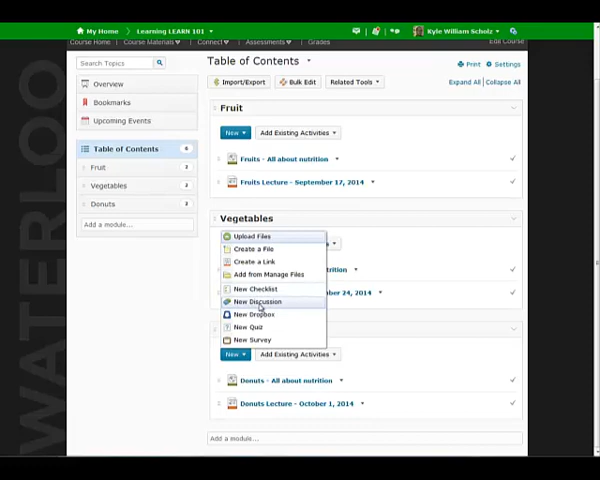 My Home
Learning LEARN 101
Kyle William Scholz
Course Home
Course Materials
Connect
Assessments
Grades
Edit Course
Search Topics
Overview
Bookmarks
Upcoming Events
Table of Contents 6
Fruit 2
Vegetables 2
Donuts 2
Add a module...
Table of Contents
Print
Settings
Import/Export
Bulk Edit
Related Tools
Expand All | Collapse All
Fruit
New
Add Existing Activities
Fruits - All about nutrition
Fruits Lecture - September 17, 2014
Vegetables
Upload Files
Create a File
Create a Link
Add from Manage Files
New Checklist
New Discussion
New Dropbox
New Quiz
New Survey
trition
ber 24, 2014
New
Add Existing Activities
Donuts - All about nutrition
Donuts Lecture - October 1, 2014
Add a module...
WATERLOO